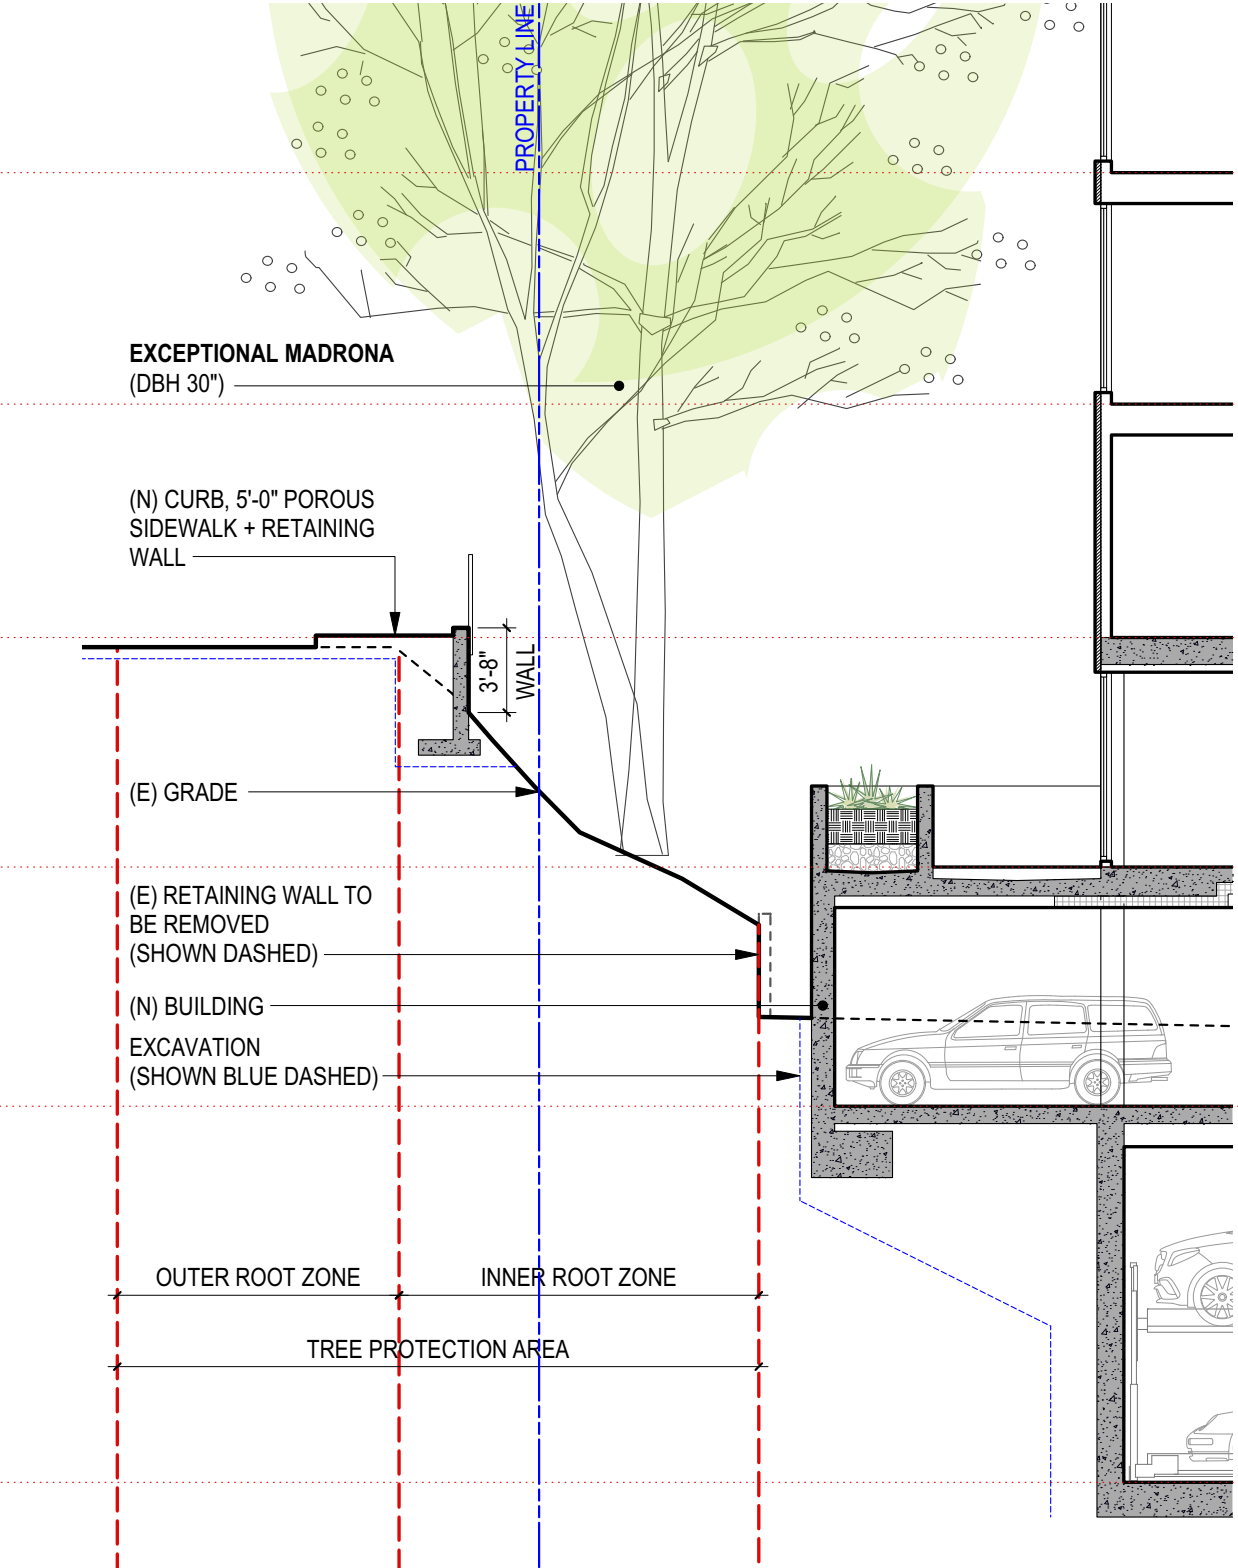 PROPERTY LINE
EXCEPTIONAL MADRONA
(DBH 30")
(N) CURB, 5'-0" POROUS
SIDEWALK + RETAINING
WALL
3'-8"
WALL
(E) GRADE
(E) RETAINING WALL TO
BE REMOVED
(SHOWN DASHED)
(N) BUILDING
EXCAVATION
(SHOWN BLUE DASHED)
OUTER ROOT ZONE
INNER ROOT ZONE
TREE PROTECTION AREA